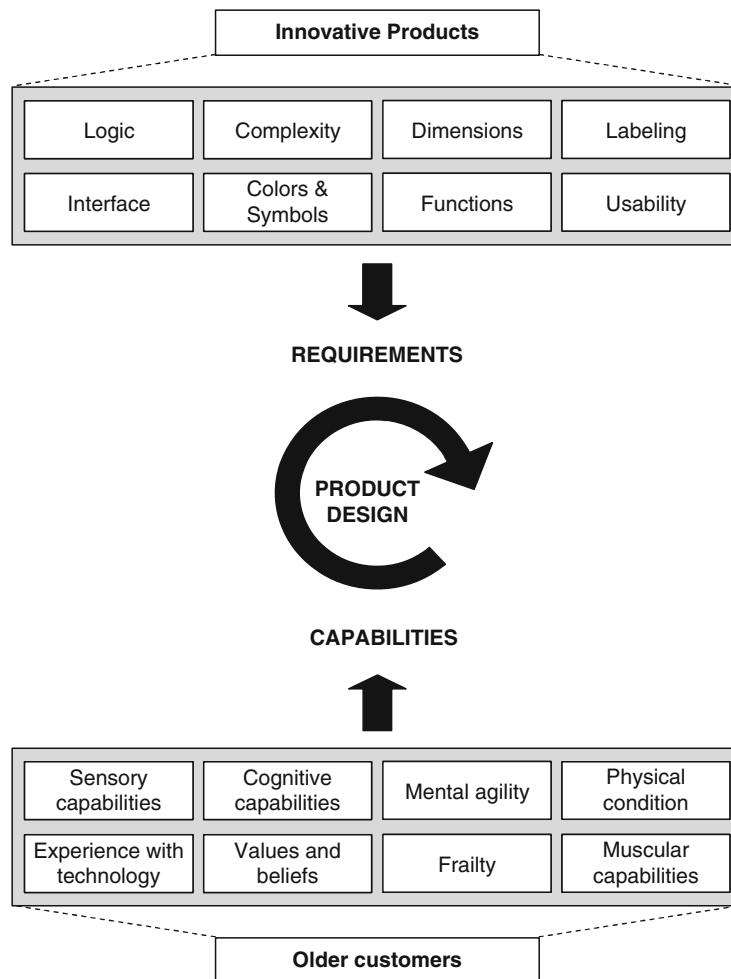 Innovative Products
Logic
Complexity
Dimensions
Labeling
Interface
Colors &
Symbols
Functions
Usability
REQUIREMENTS
PRODUCT
DESIGN
CAPABILITIES
Sensory
capabilities
Cognitive
capabilities
Mental agility
Physical
condition
Experience with
technology
Values and
beliefs
Frailty
Muscular
capabilities
Older customers